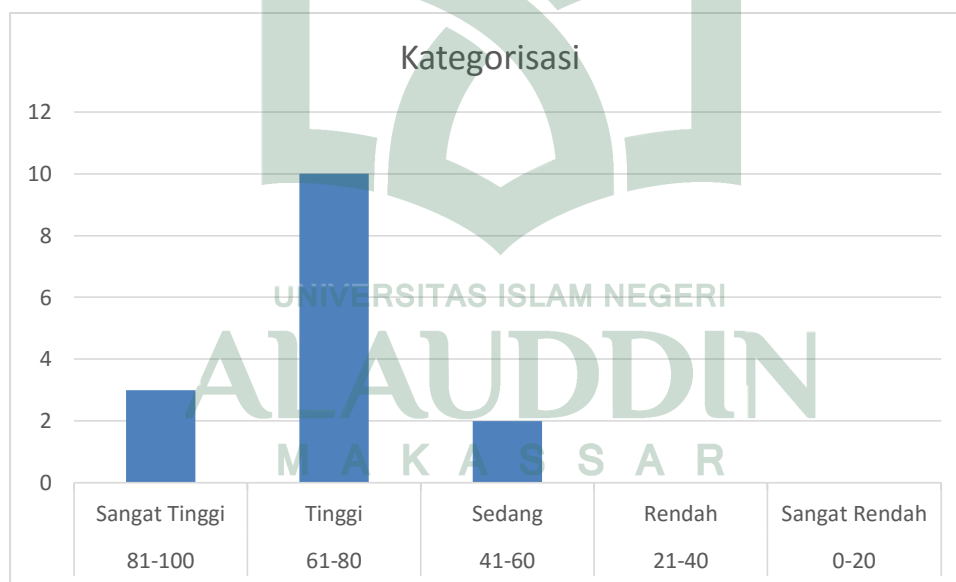 Kategorisasi
12
10
8
6
4
2
0
UNIVERSITAS ISLAM NEGERI
ALAUDDIN
MAKASSAR
Sangat Tinggi Tinggi Sedang Rendah Sangat Rendah
81-100 61-80 41-60 21-40 0-20